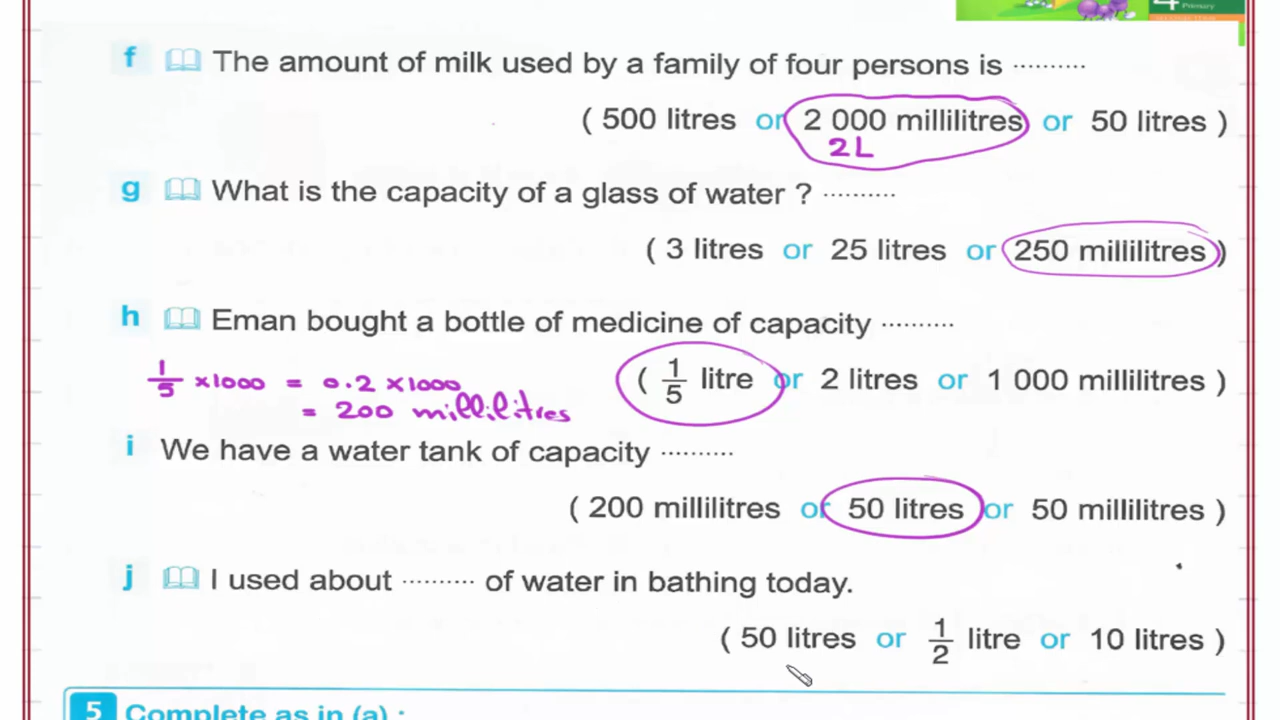 4 Primary
f The amount of milk used by a family of four persons is ··········
( 500 litres or 2 000 millilitres or 50 litres )
2L
g What is the capacity of a glass of water ? ··········
( 3 litres or 25 litres or 250 millilitres )
h Eman bought a bottle of medicine of capacity ··········
( 1/5 litre or 2 litres or 1 000 millilitres )
1/5 ×1000 = 0.2 ×1000
= 200 millilitres
i We have a water tank of capacity ··········
( 200 millilitres or 50 litres or 50 millilitres )
j I used about ·········· of water in bathing today.
( 50 litres or 1/2 litre or 10 litres )
5 Complete as in (a) :